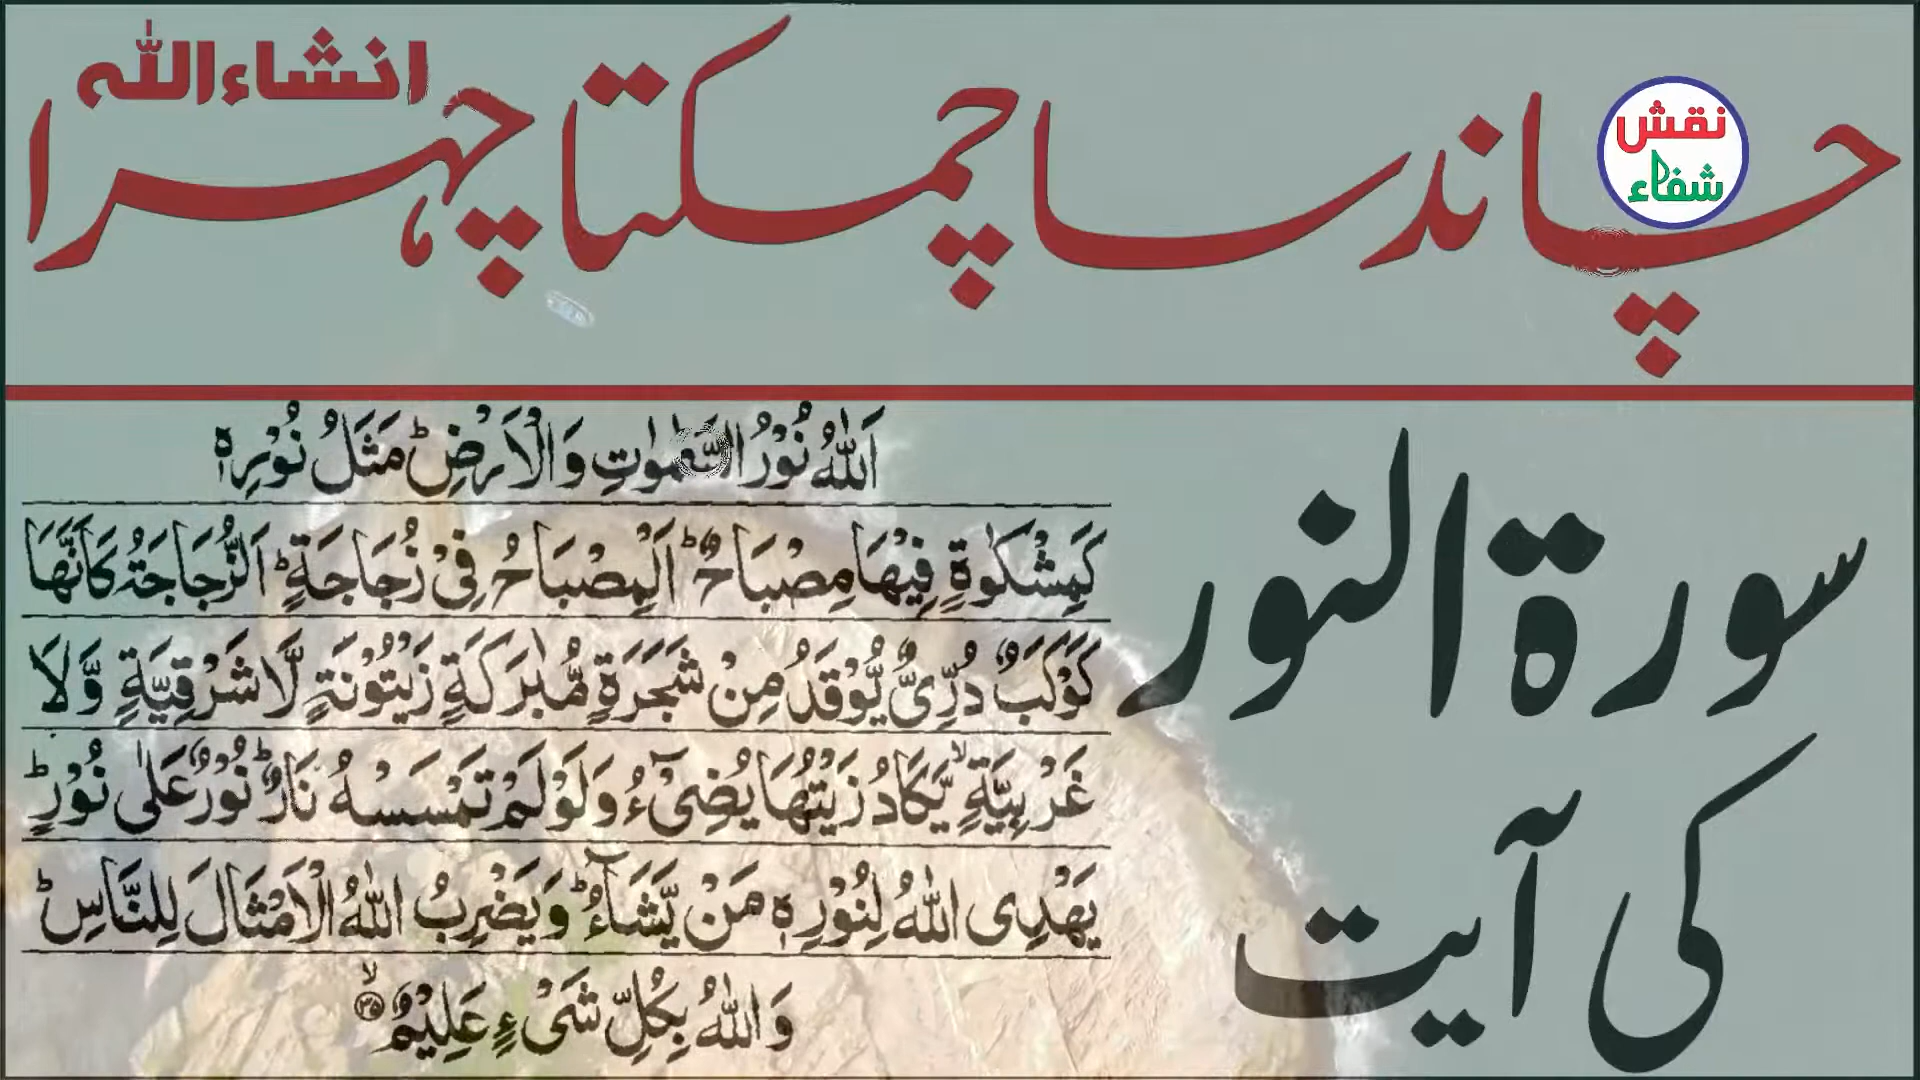 انشاءاللہ
چاند سا چمکتا چہرا
نقش
شفاء
سورۃ النور
کی آیت
اَللّٰهُ نُوْرُ السَّمٰوٰتِ وَالْاَرْضِ ؕ مَثَلُ نُوْرِهٖ
كَمِشْكٰوةٍ فِيْهَا مِصْبَاحٌ ؕ اَلْمِصْبَاحُ فِيْ زُجَاجَةٍ ؕ اَلزُّجَاجَةُ كَاَنَّهَا
كَوْكَبٌ دُرِّيٌّ يُّوْقَدُ مِنْ شَجَرَةٍ مُّبٰرَكَةٍ زَيْتُوْنَةٍ لَّا شَرْقِيَّةٍ وَّلَا
غَرْبِيَّةٍ ۙ يَّكَادُ زَيْتُهَا يُضِيْٓءُ وَلَوْ لَمْ تَمْسَسْهُ نَارٌ ؕ نُوْرٌ عَلٰى نُوْرٍ ؕ
يَهْدِى اللّٰهُ لِنُوْرِهٖ مَنْ يَّشَآءُ ؕ وَيَضْرِبُ اللّٰهُ الْاَمْثَالَ لِلنَّاسِ ؕ
وَاللّٰهُ بِكُلِّ شَيْءٍ عَلِيْمٌ ۙ ۳۵